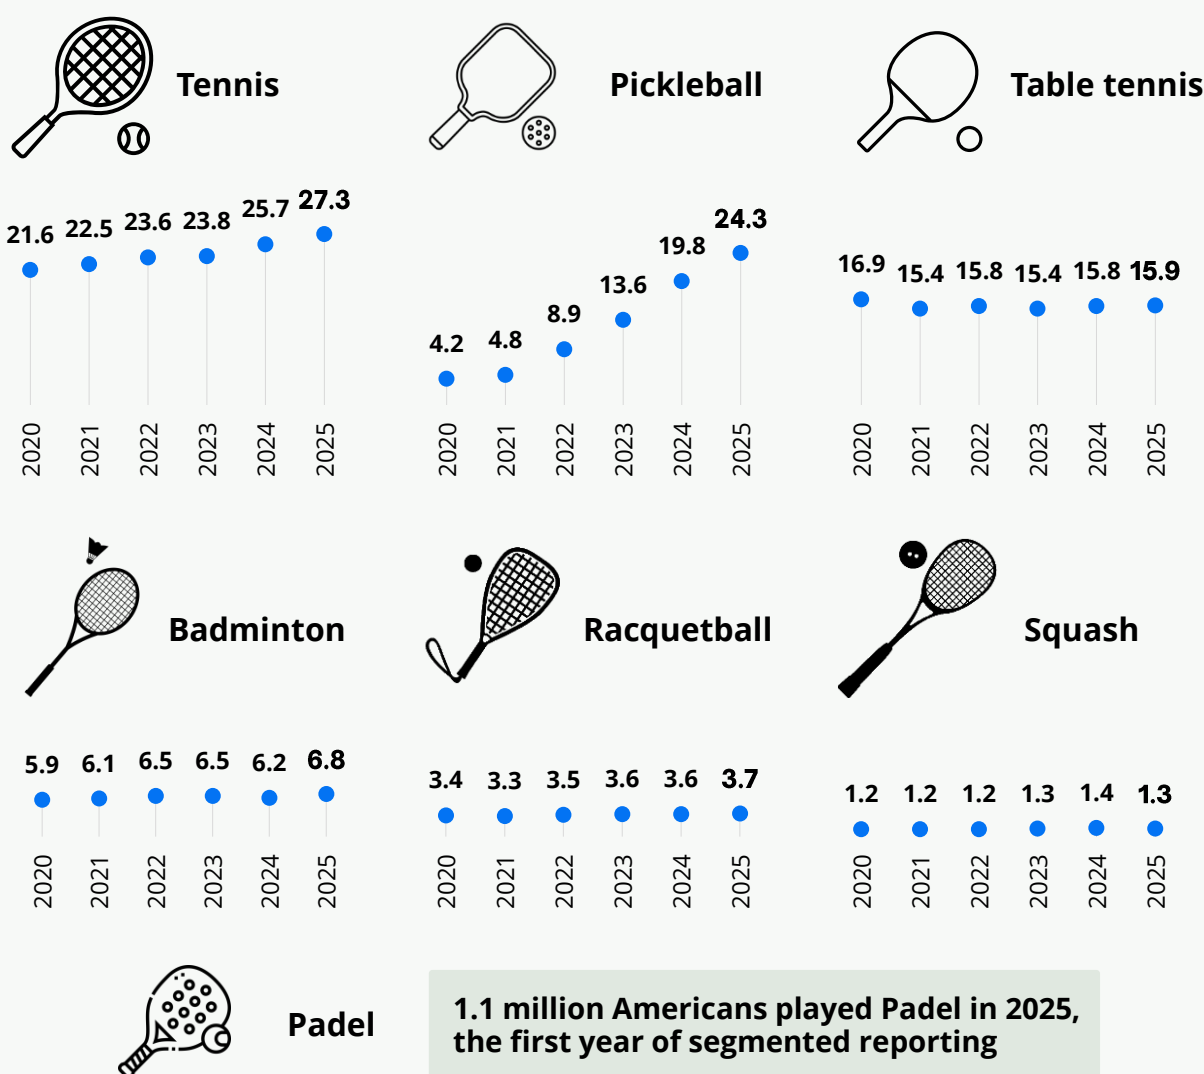 Tennis
21.6 22.5 23.6 23.8 25.7 27.3
2020 2021 2022 2023 2024 2025
Pickleball
4.2 4.8 8.9 13.6 19.8 24.3
2020 2021 2022 2023 2024 2025
Table tennis
16.9 15.4 15.8 15.4 15.8 15.9
2020 2021 2022 2023 2024 2025
Badminton
5.9 6.1 6.5 6.5 6.2 6.8
2020 2021 2022 2023 2024 2025
Racquetball
3.4 3.3 3.5 3.6 3.6 3.7
2020 2021 2022 2023 2024 2025
Squash
1.2 1.2 1.2 1.3 1.4 1.3
2020 2021 2022 2023 2024 2025
Padel
1.1 million Americans played Padel in 2025,
the first year of segmented reporting